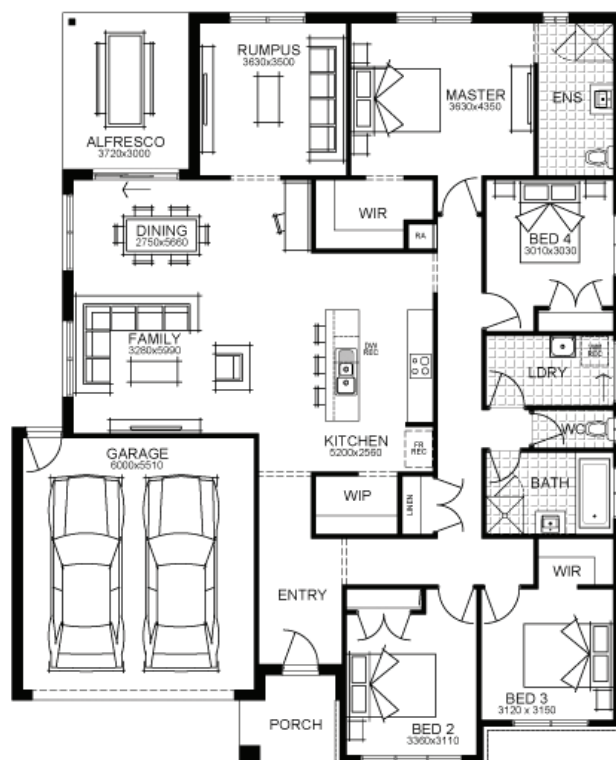 RUMPUS
3630x3500
MASTER
3630x4350
ENS
ALFRESCO
3720x3000
WIR
RA
DINING
2750x5660
BED 4
3010x3030
FAMILY
3280x5990
DW
REC
WM
REC
LDRY
KITCHEN
5200x2560
FR
REC
WC
GARAGE
6000x5510
WIP
LINEN
BATH
WIR
ENTRY
PORCH
BED 2
3360x3110
BED 3
3120 x 3150